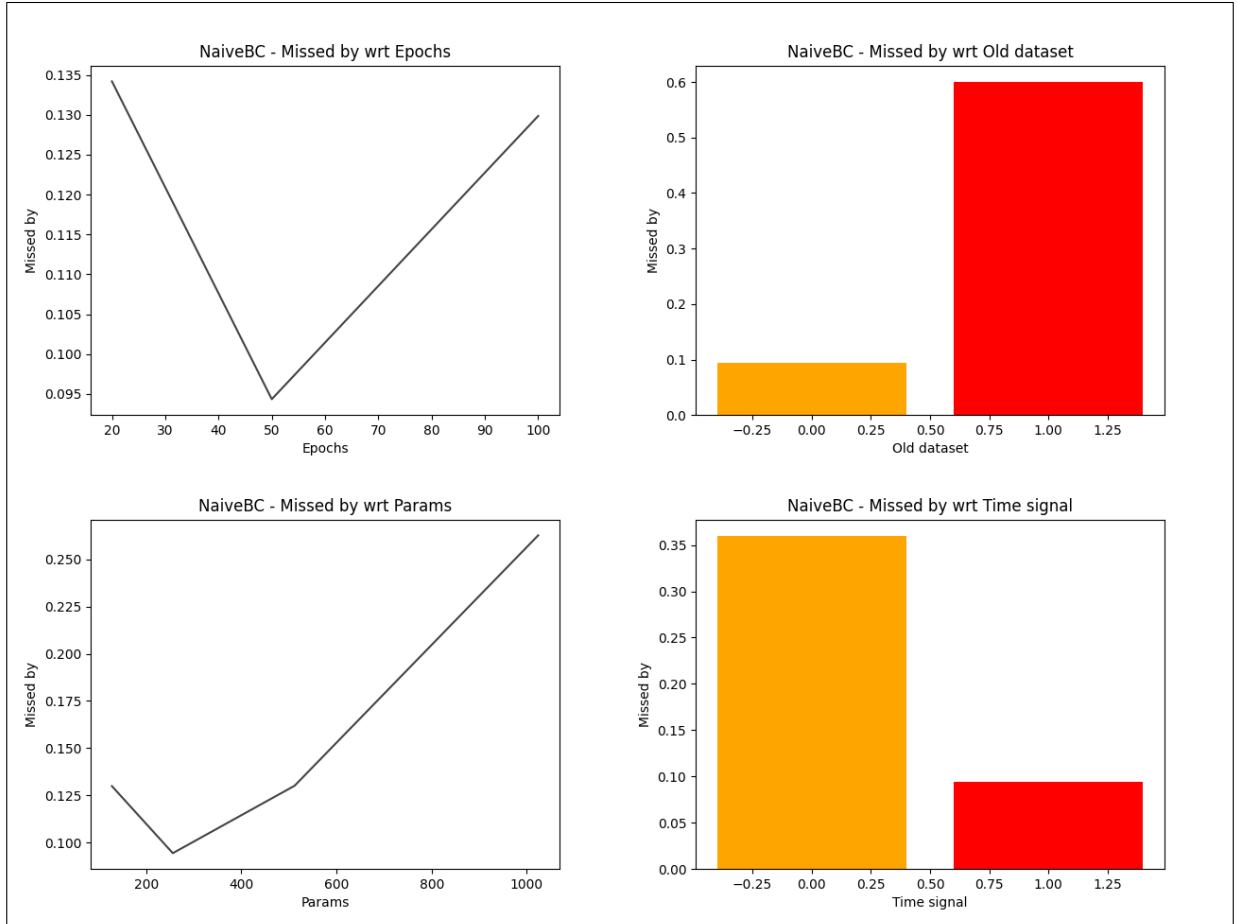 NaiveBC - Missed by wrt Epochs
0.135
0.130
0.125
0.120
0.115
0.110
0.105
0.100
0.095
Missed by
20 30 40 50 60 70 80 90 100
Epochs
NaiveBC - Missed by wrt Old dataset
0.6
0.5
0.4
0.3
0.2
0.1
0.0
Missed by
−0.25 0.00 0.25 0.50 0.75 1.00 1.25
Old dataset
NaiveBC - Missed by wrt Params
0.250
0.225
0.200
0.175
0.150
0.125
0.100
Missed by
200 400 600 800 1000
Params
NaiveBC - Missed by wrt Time signal
0.35
0.30
0.25
0.20
0.15
0.10
0.05
0.00
Missed by
−0.25 0.00 0.25 0.50 0.75 1.00 1.25
Time signal